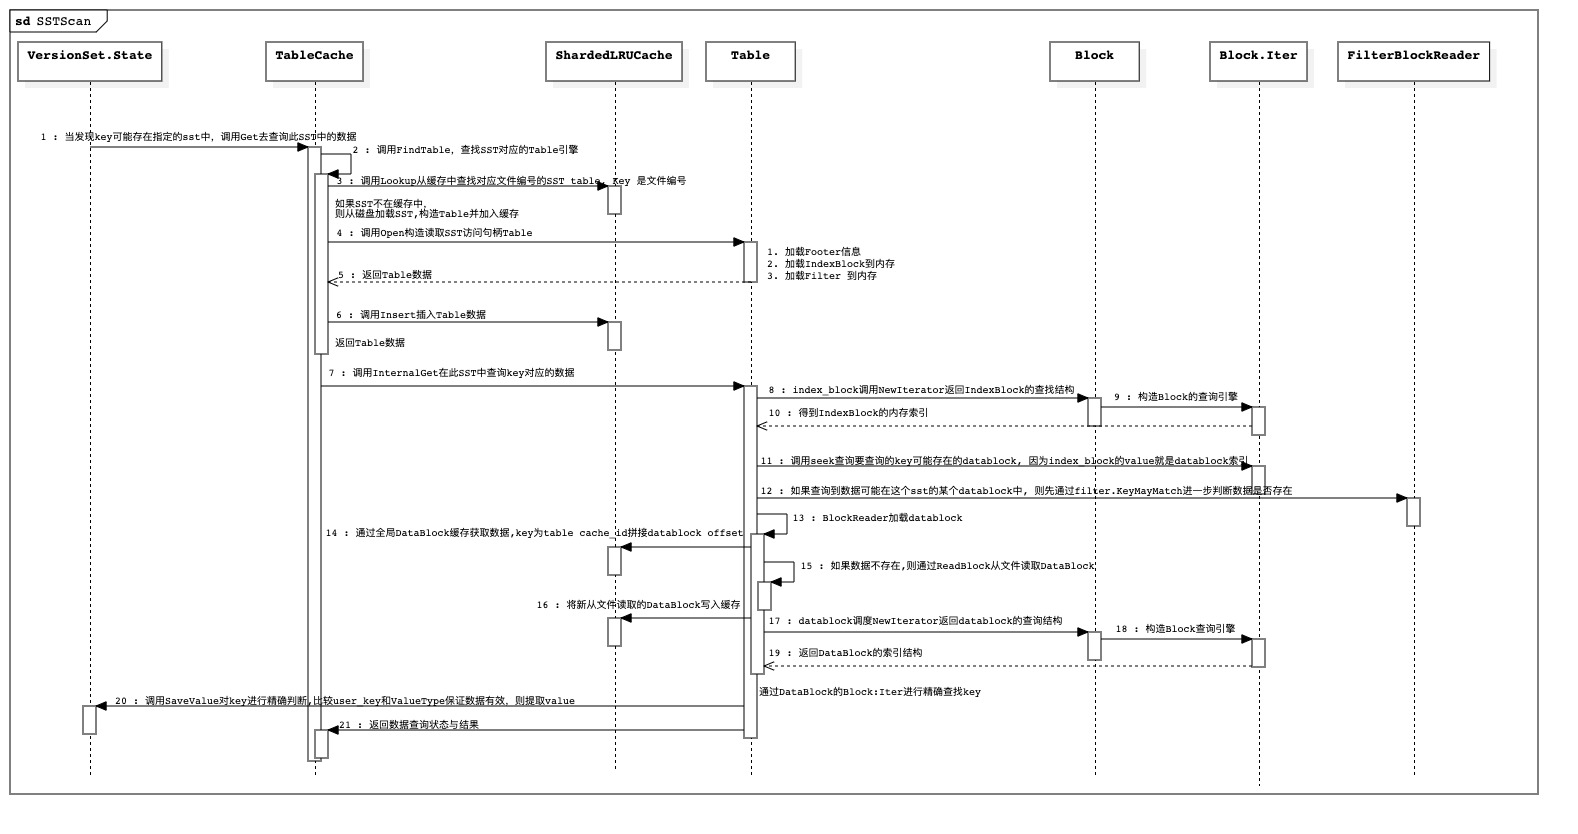 sd SSTScan
VersionSet.State
TableCache
ShardedLRUCache
Table
Block
Block.Iter
FilterBlockReader
1 : 当发现key可能存在指定的sst中，调用Get去查询此SST中的数据
2 : 调用FindTable，查找SST对应的Table引擎
3 : 调用Lookup从缓存中查找对应文件编号的SST table, Key 是文件编号
如果SST不在缓存中，
则从磁盘加载SST,构造Table并加入缓存
4 : 调用Open构造读取SST访问句柄Table
1. 加载Footer信息
2. 加载IndexBlock到内存
3. 加载Filter 到内存
5 : 返回Table数据
6 : 调用Insert插入Table数据
返回Table数据
7 : 调用InternalGet在此SST中查询key对应的数据
8 : index_block调用NewIterator返回IndexBlock的查找结构
9 : 构造Block的查询引擎
10 : 得到IndexBlock的内存索引
11 : 调用seek查询要查询的key可能存在的datablock, 因为index_block的value就是datablock索引
12 : 如果查询到数据可能在这个sst的某个datablock中, 则先通过filter.KeyMayMatch进一步判断数据是否存在
13 : BlockReader加载datablock
14 : 通过全局DataBlock缓存获取数据,key为table cache_id拼接datablock offset
15 : 如果数据不存在,则通过ReadBlock从文件读取DataBlock
16 : 将新从文件读取的DataBlock写入缓存
17 : datablock调度NewIterator返回datablock的查询结构
18 : 构造Block查询引擎
19 : 返回DataBlock的索引结构
通过DataBlock的Block:Iter进行精确查找key
20 : 调用SaveValue对key进行精确判断,比较user_key和ValueType保证数据有效，则提取value
21 : 返回数据查询状态与结果